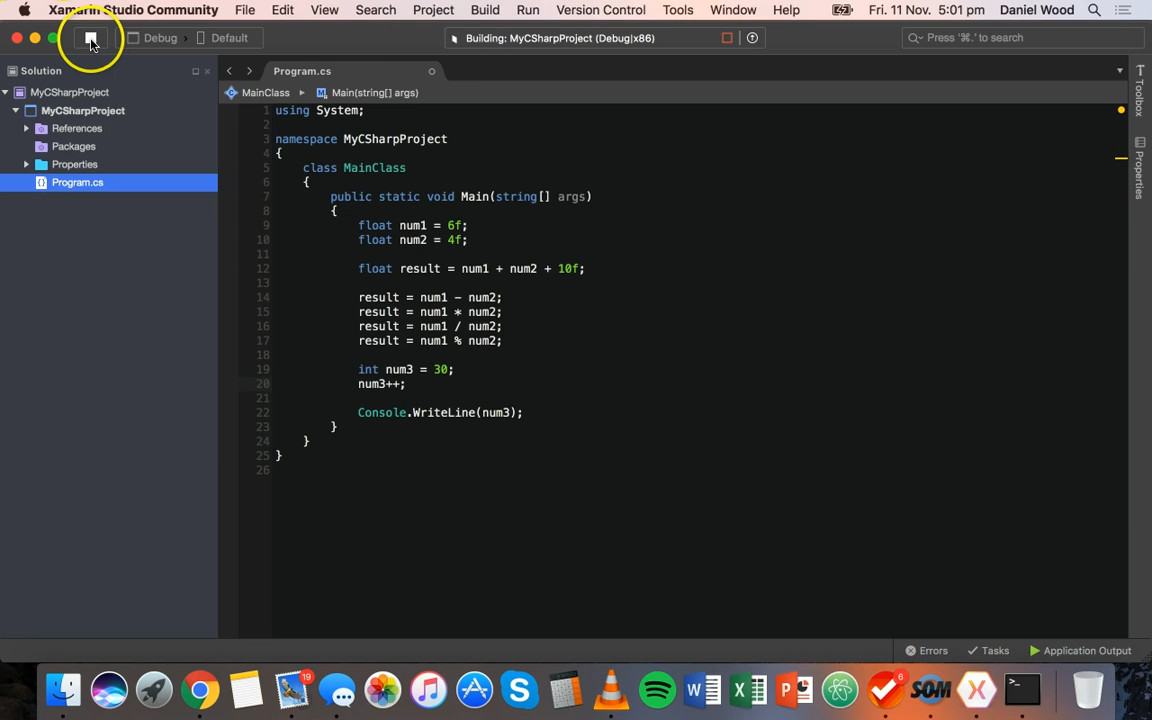 Xamarin Studio Community File Edit View Search Project Build Run Version Control Tools Window Help Fri. 11 Nov. 5:01 pm Daniel Wood
Debug Default Building: MyCSharpProject (Debug|x86) Press '⌘.' to search
Solution Program.cs
MyCSharpProject MainClass Main(string[] args)
MyCSharpProject
References
Packages
Properties
Program.cs
1 using System;
2
3 namespace MyCSharpProject
4 {
5 class MainClass
6 {
7 public static void Main(string[] args)
8 {
9 float num1 = 6f;
10 float num2 = 4f;
11
12 float result = num1 + num2 + 10f;
13
14 result = num1 - num2;
15 result = num1 * num2;
16 result = num1 / num2;
17 result = num1 % num2;
18
19 int num3 = 30;
20 num3++;
21
22 Console.WriteLine(num3);
23 }
24 }
25 }
26
Toolbox
Properties
Errors Tasks Application Output
19
6
SOM